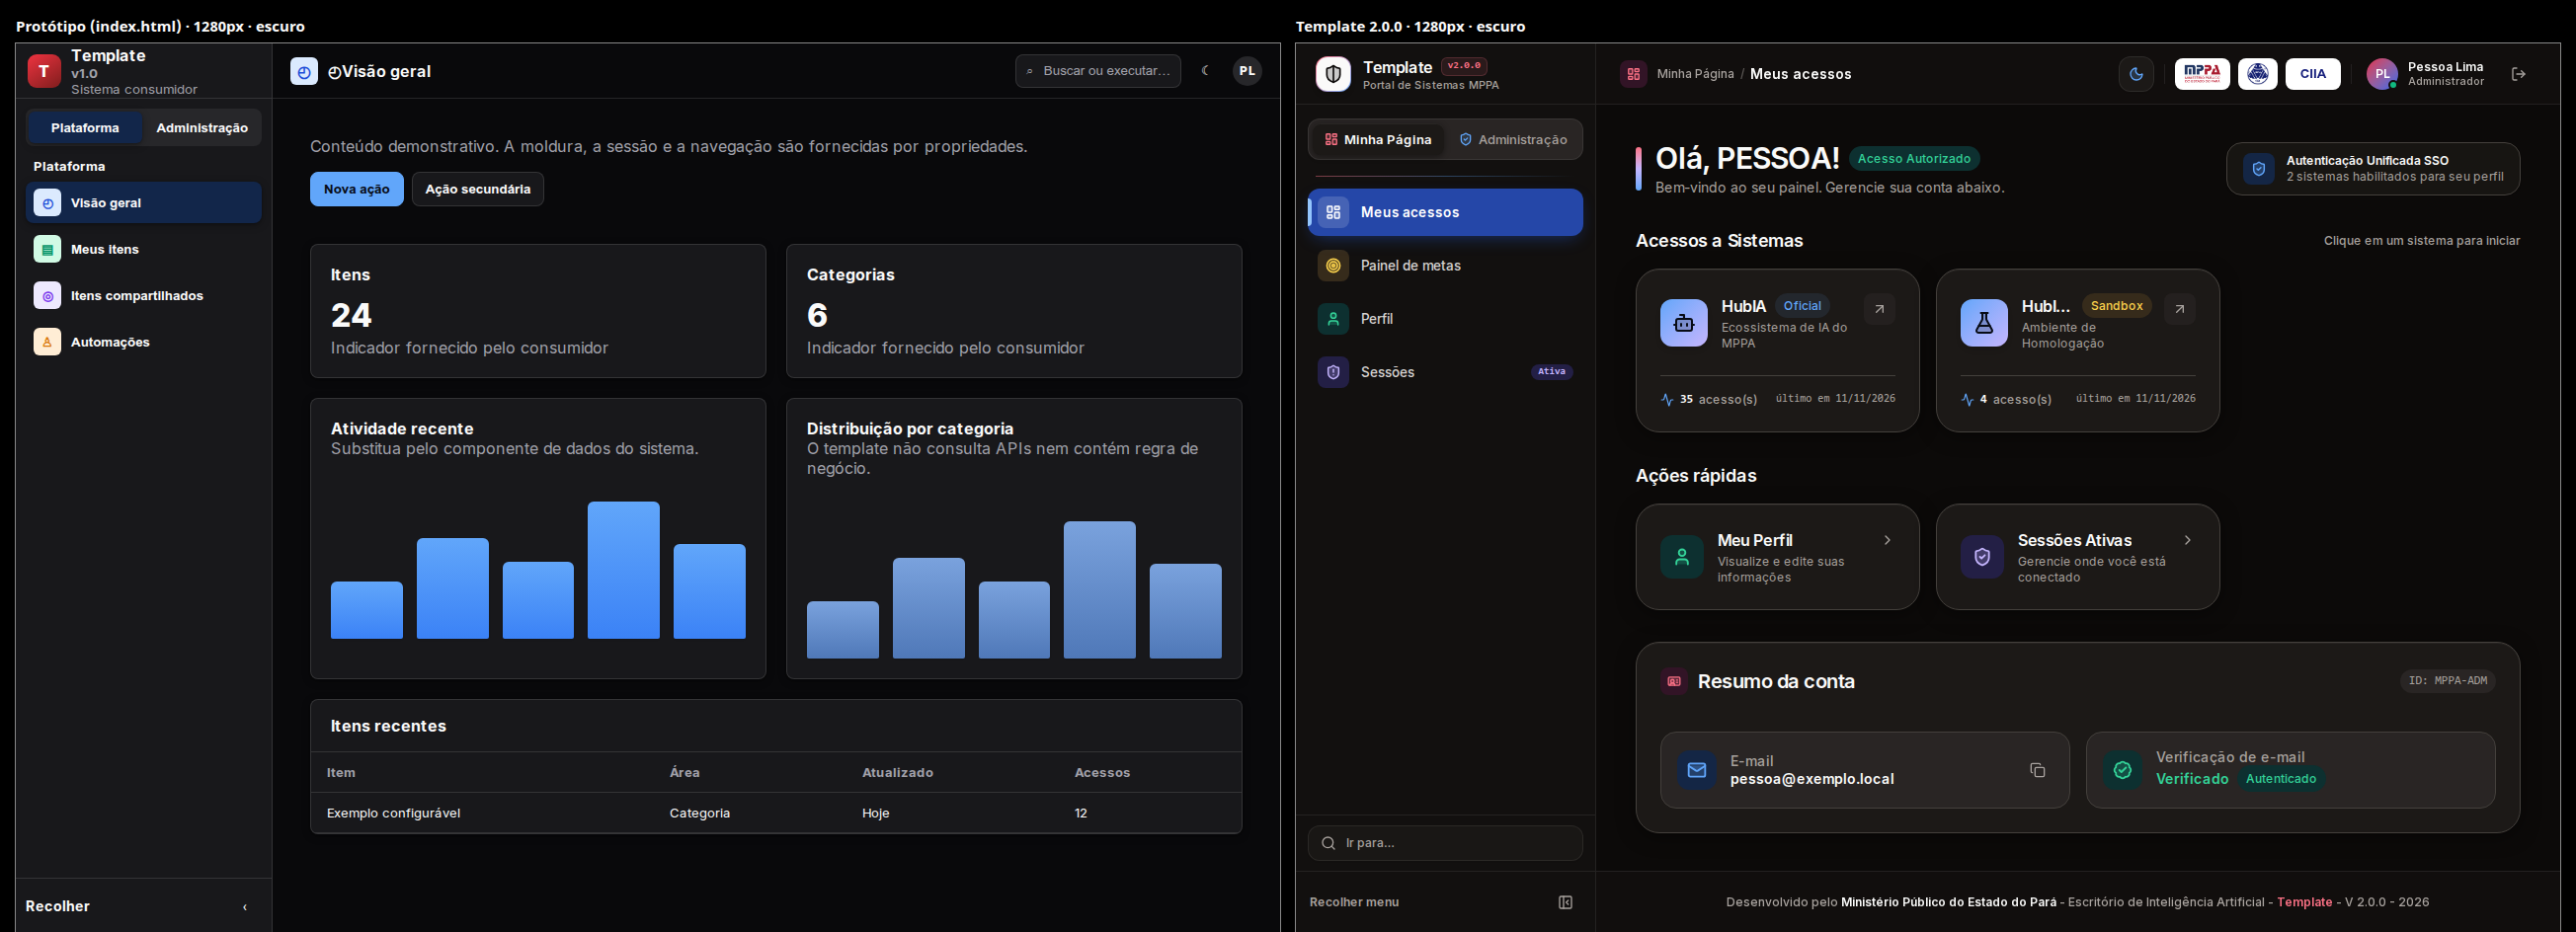 Protótipo (index.html) · 1280px · escuro
T
Template
v1.0
Sistema consumidor
Plataforma
Administração
Plataforma
Visão geral
Meus itens
Itens compartilhados
Automações
Recolher
Visão geral
Buscar ou executar…
PL
Conteúdo demonstrativo. A moldura, a sessão e a navegação são fornecidas por propriedades.
Nova ação
Ação secundária
Itens
24
Indicador fornecido pelo consumidor
Categorias
6
Indicador fornecido pelo consumidor
Atividade recente
Substitua pelo componente de dados do sistema.
Distribuição por categoria
O template não consulta APIs nem contém regra de
negócio.
Itens recentes
Item Área Atualizado Acessos
Exemplo configurável Categoria Hoje 12
Template 2.0.0 · 1280px · escuro
Template v2.0.0
Portal de Sistemas MPPA
Minha Página
Administração
Meus acessos
Painel de metas
Perfil
Sessões Ativa
Ir para...
Recolher menu
Minha Página / Meus acessos
MPPA
CIIA
PL
Pessoa Lima
Administrador
Olá, PESSOA! Acesso Autorizado
Bem-vindo ao seu painel. Gerencie sua conta abaixo.
Autenticação Unificada SSO
2 sistemas habilitados para seu perfil
Acessos a Sistemas
Clique em um sistema para iniciar
HubIA Oficial
Ecossistema de IA do
MPPA
35 acesso(s) último em 11/11/2026
HubI... Sandbox
Ambiente de
Homologação
4 acesso(s) último em 11/11/2026
Ações rápidas
Meu Perfil
Visualize e edite suas
informações
Sessões Ativas
Gerencie onde você está
conectado
Resumo da conta
ID: MPPA-ADM
E-mail
pessoa@exemplo.local
Verificação de e-mail
Verificado Autenticado
Desenvolvido pelo Ministério Público do Estado do Pará - Escritório de Inteligência Artificial - Template - V 2.0.0 - 2026